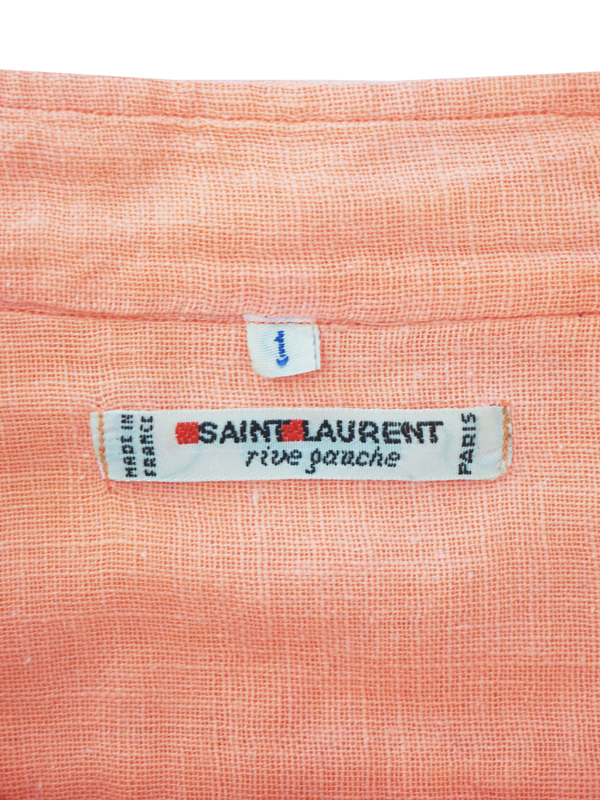 MADE IN
FRANCE
SAINT LAURENT
rive gauche
PARIS